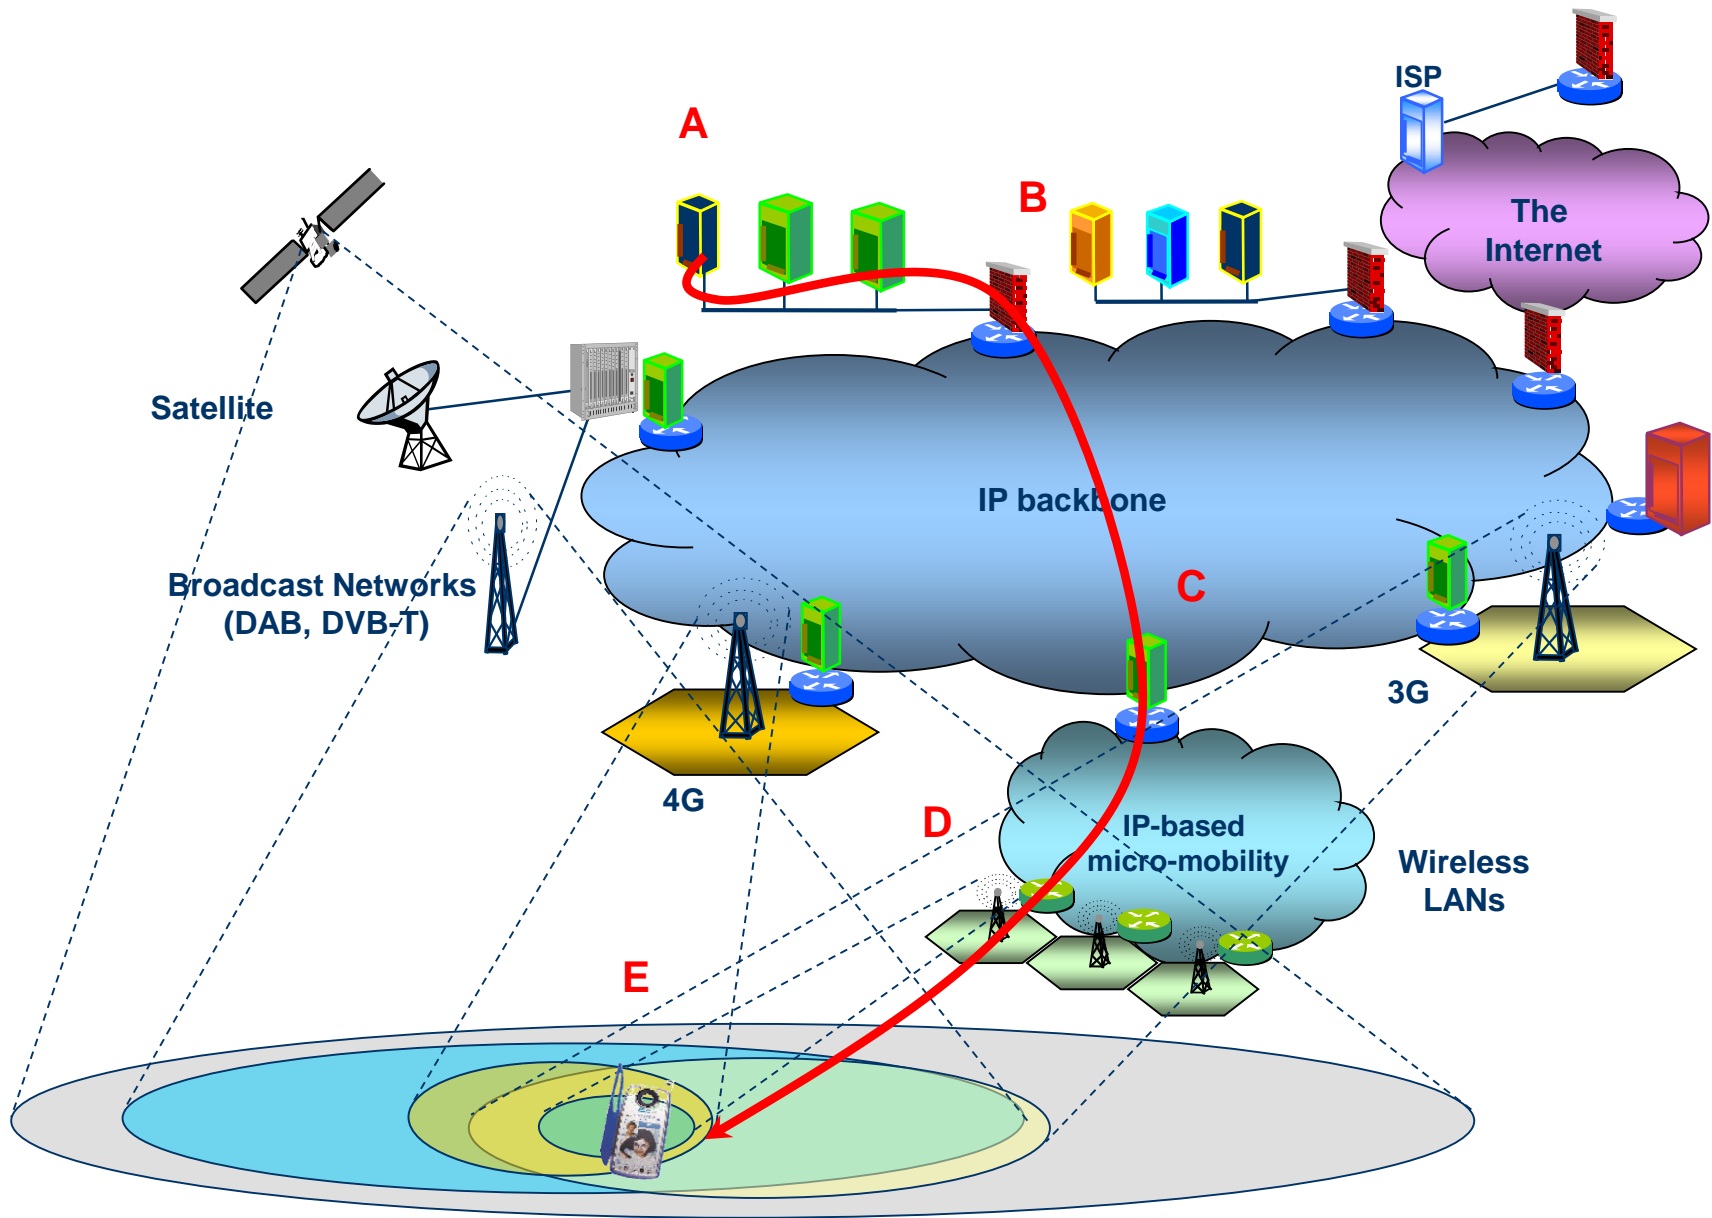 ISP
A
B
The
Internet
Satellite
IP backbone
C
Broadcast Networks
(DAB, DVB-T)
3G
4G
D
IP-based
micro-mobility
Wireless
LANs
E